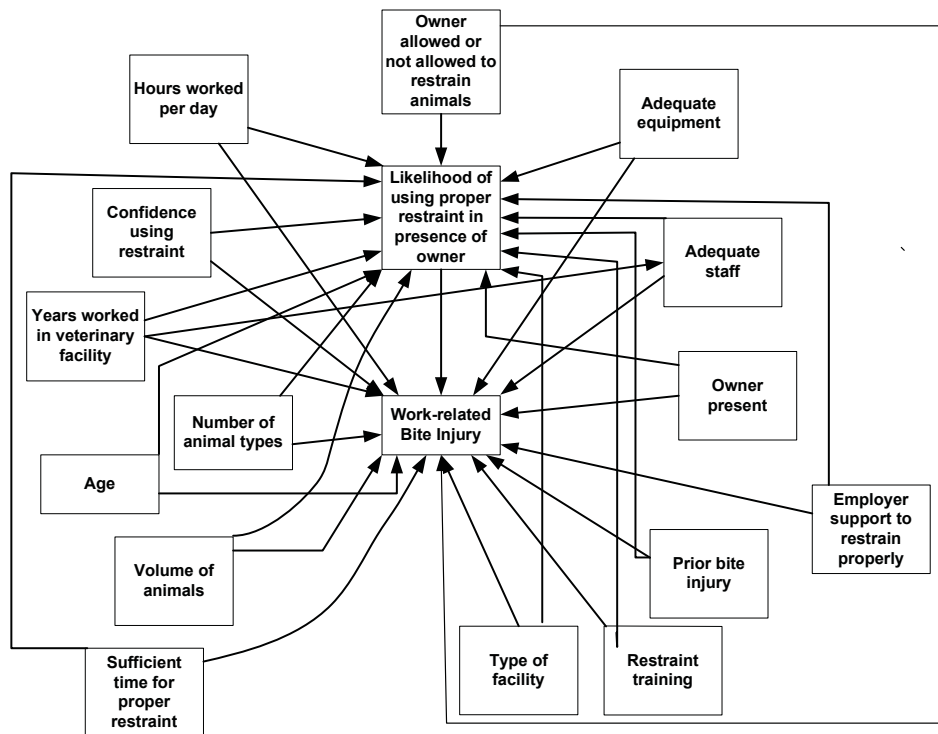 Owner
allowed or
not allowed to
restrain
animals
Hours worked
per day
Adequate
equipment
Likelihood of
using proper
restraint in
presence of
owner
Confidence
using
restraint
Adequate
staff
Years worked
in veterinary
facility
Owner
present
Number of
animal types
Work-related
Bite Injury
Age
Employer
support to
restrain
properly
Volume of
animals
Prior bite
injury
Type of
facility
Restraint
training
Sufficient
time for
proper
restraint